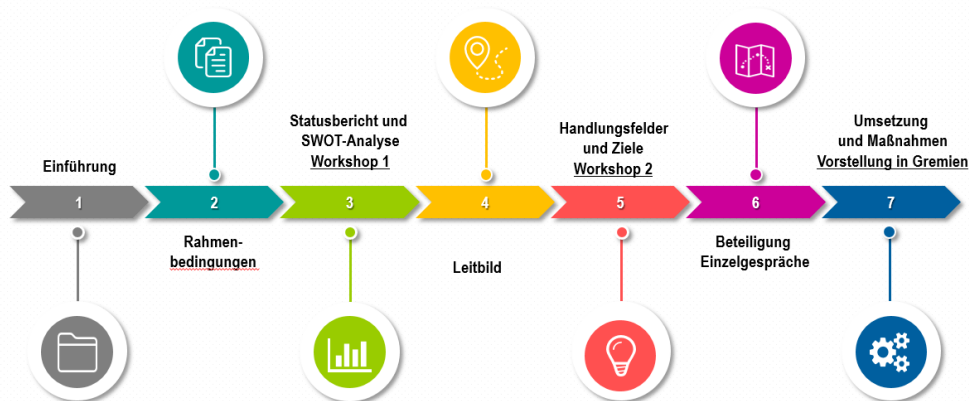 Einführung
1
2
Rahmen-
bedingungen
Statusbericht und
SWOT-Analyse
Workshop 1
3
4
Leitbild
Handlungsfelder
und Ziele
Workshop 2
5
6
Beteiligung
Einzelgespräche
Umsetzung
und Maßnahmen
Vorstellung in Gremien
7